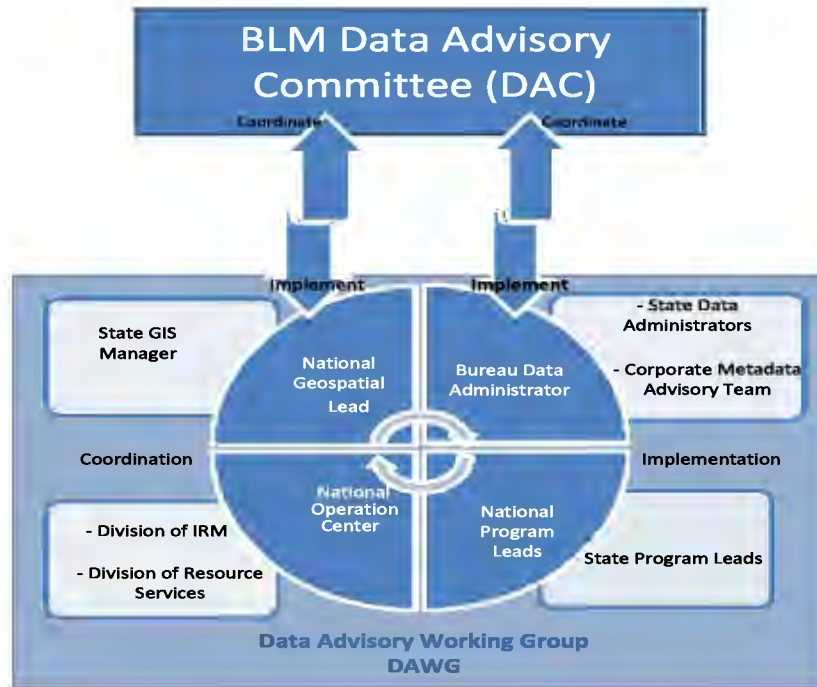 BLM Data Advisory
Committee (DAC)
Coordinate
Coordinate
Implement
Implement
State GIS
Manager
National
Geospatial
Lead
Bureau Data
Administrator
- State Data
Administrators
- Corporate Metadata
Advisory Team
Coordination
Implementation
National
Operation
Center
National
Program
Leads
- Division of IRM
- Division of Resource
Services
State Program Leads
Data Advisory Working Group
DAWG